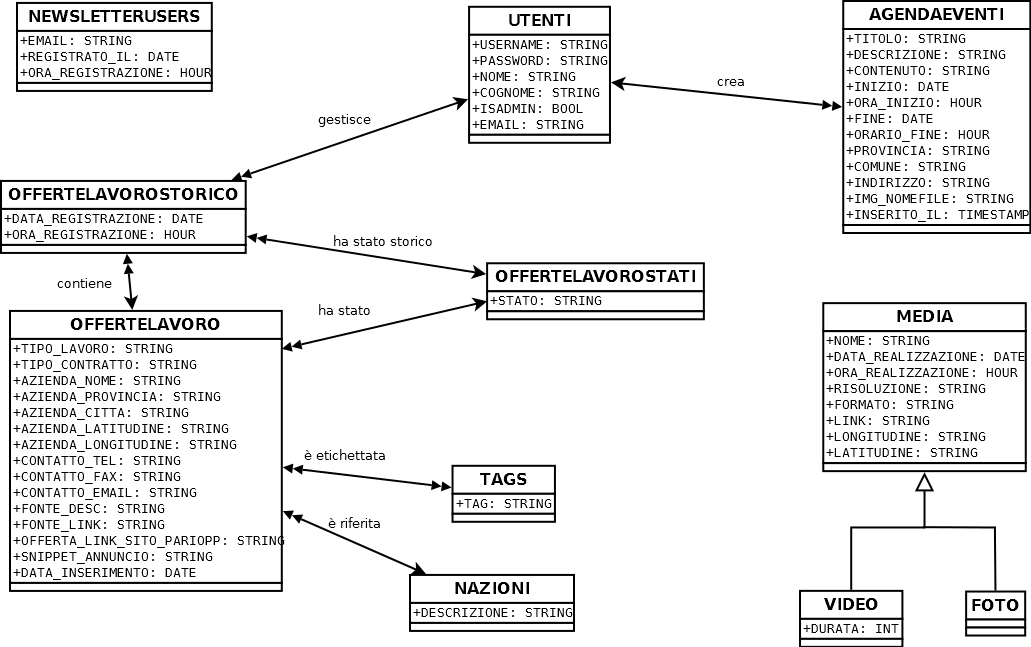 NEWSLETTERUSERS
+EMAIL: STRING
+REGISTRATO_IL: DATE
+ORA_REGISTRAZIONE: HOUR
UTENTI
+USERNAME: STRING
+PASSWORD: STRING
+NOME: STRING
+COGNOME: STRING
+ISADMIN: BOOL
+EMAIL: STRING
AGENDAEVENTI
+TITOLO: STRING
+DESCRIZIONE: STRING
+CONTENUTO: STRING
+INIZIO: DATE
+ORA_INIZIO: HOUR
+FINE: DATE
+ORARIO_FINE: HOUR
+PROVINCIA: STRING
+COMUNE: STRING
+INDIRIZZO: STRING
+IMG_NOMEFILE: STRING
+INSERITO_IL: TIMESTAMP
crea
gestisce
OFFERTELAVOROSTORICO
+DATA_REGISTRAZIONE: DATE
+ORA_REGISTRAZIONE: HOUR
ha stato storico
contiene
OFFERTELAVOROSTATI
+STATO: STRING
ha stato
OFFERTELAVORO
+TIPO_LAVORO: STRING
+TIPO_CONTRATTO: STRING
+AZIENDA_NOME: STRING
+AZIENDA_PROVINCIA: STRING
+AZIENDA_CITTA: STRING
+AZIENDA_LATITUDINE: STRING
+AZIENDA_LONGITUDINE: STRING
+CONTATTO_TEL: STRING
+CONTATTO_FAX: STRING
+CONTATTO_EMAIL: STRING
+FONTE_DESC: STRING
+FONTE_LINK: STRING
+OFFERTA_LINK_SITO_PARIOPP: STRING
+SNIPPET_ANNUNCIO: STRING
+DATA_INSERIMENTO: DATE
è etichettata
TAGS
+TAG: STRING
è riferita
NAZIONI
+DESCRIZIONE: STRING
MEDIA
+NOME: STRING
+DATA_REALIZZAZIONE: DATE
+ORA_REALIZZAZIONE: HOUR
+RISOLUZIONE: STRING
+FORMATO: STRING
+LINK: STRING
+LONGITUDINE: STRING
+LATITUDINE: STRING
VIDEO
+DURATA: INT
FOTO